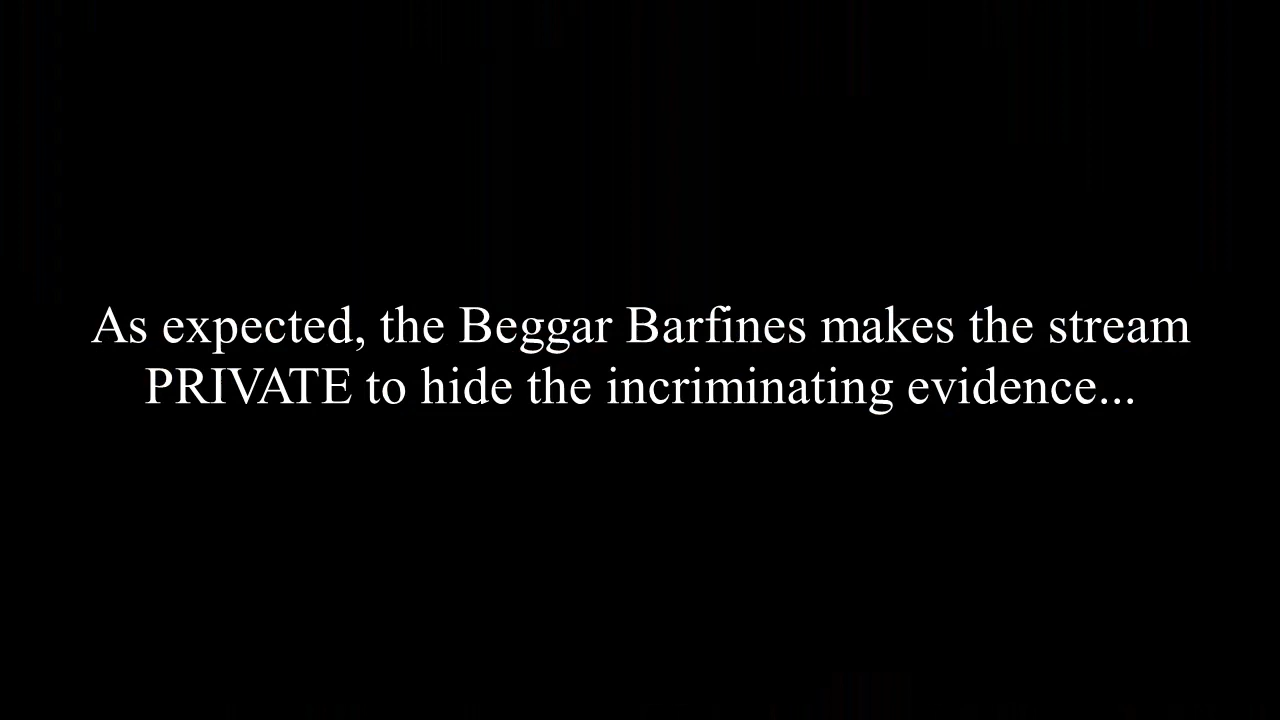 As expected, the Beggar Barfines makes the stream
PRIVATE to hide the incriminating evidence...